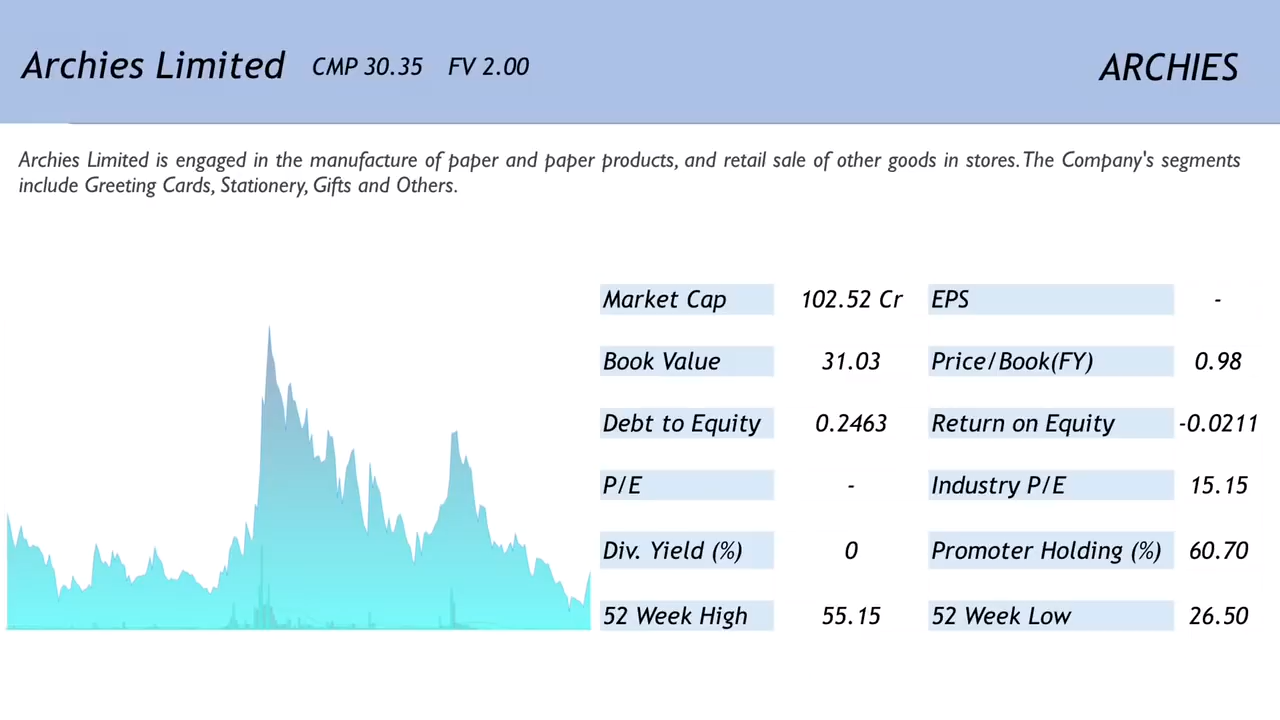 Archies Limited CMP 30.35 FV 2.00 ARCHIES
Archies Limited is engaged in the manufacture of paper and paper products, and retail sale of other goods in stores. The Company's segments
include Greeting Cards, Stationery, Gifts and Others.
Market Cap 102.52 Cr EPS -
Book Value 31.03 Price/Book(FY) 0.98
Debt to Equity 0.2463 Return on Equity -0.0211
P/E - Industry P/E 15.15
Div. Yield (%) 0 Promoter Holding (%) 60.70
52 Week High 55.15 52 Week Low 26.50